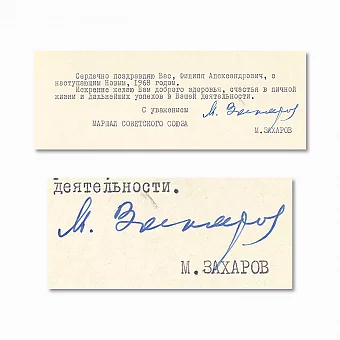 Сердечно поздравляю Вас, Филипп Александрович, с
наступающим Новым, 1968 годом.
Искренне желаю Вам доброго здоровья, счастья в личной
жизни и дальнейших успехов в Вашей деятельности.
С уважением
М. Захаров
МАРШАЛ СОВЕТСКОГО СОЮЗА
М.ЗАХАРОВ
деятельности.
М. Захаров
М.ЗАХАРОВ